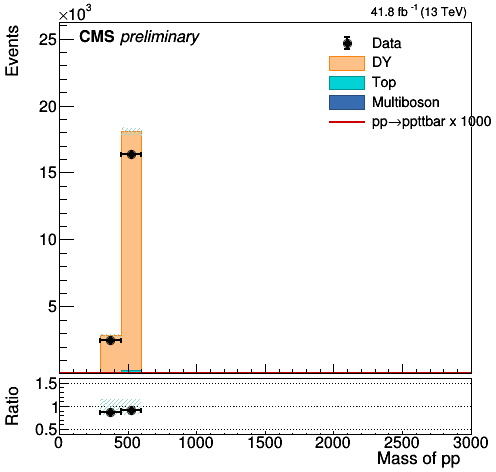 ×10³
41.8 fb⁻¹ (13 TeV)
CMS preliminary
Events
25
20
15
10
5
Data
DY
Top
Multiboson
pp→ppttbar x 1000
Ratio
1.5
1
0.5
0 500 1000 1500 2000 2500 3000
Mass of pp